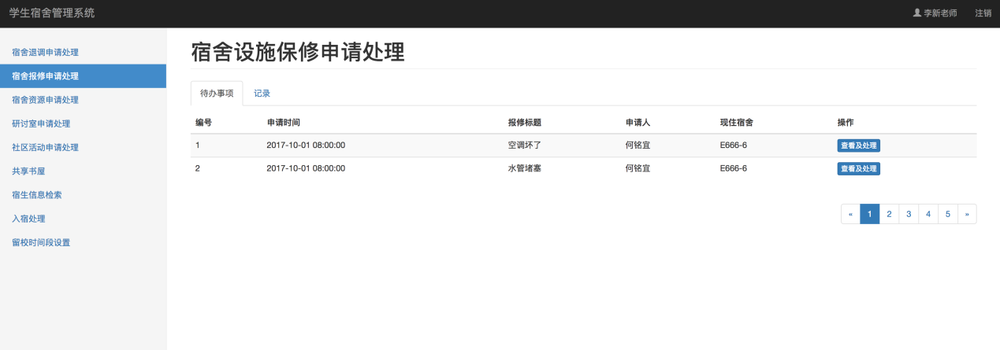 学生宿舍管理系统 李新老师 注销
宿舍退调申请处理
宿舍报修申请处理
宿舍资源申请处理
研讨室申请处理
社区活动申请处理
共享书屋
宿生信息检索
入宿处理
留校时间段设置
宿舍设施保修申请处理
待办事项 记录
编号 申请时间 报修标题 申请人 现住宿舍 操作
1 2017-10-01 08:00:00 空调坏了 何铭宜 E666-6 查看及处理
2 2017-10-01 08:00:00 水管堵塞 何铭宜 E666-6 查看及处理
« 1 2 3 4 5 »